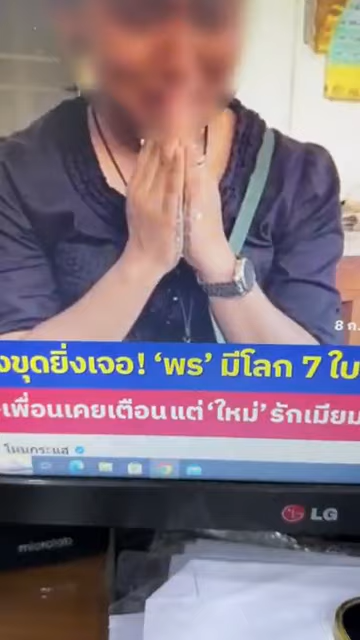 8 ก.
ขุดยิ่งเจอ! 'พร' มีโลก 7 ใบ
เพื่อนเคยเตือน แต่ 'ใหม่' รักเมียม
โหนกระแส
LG
microlab